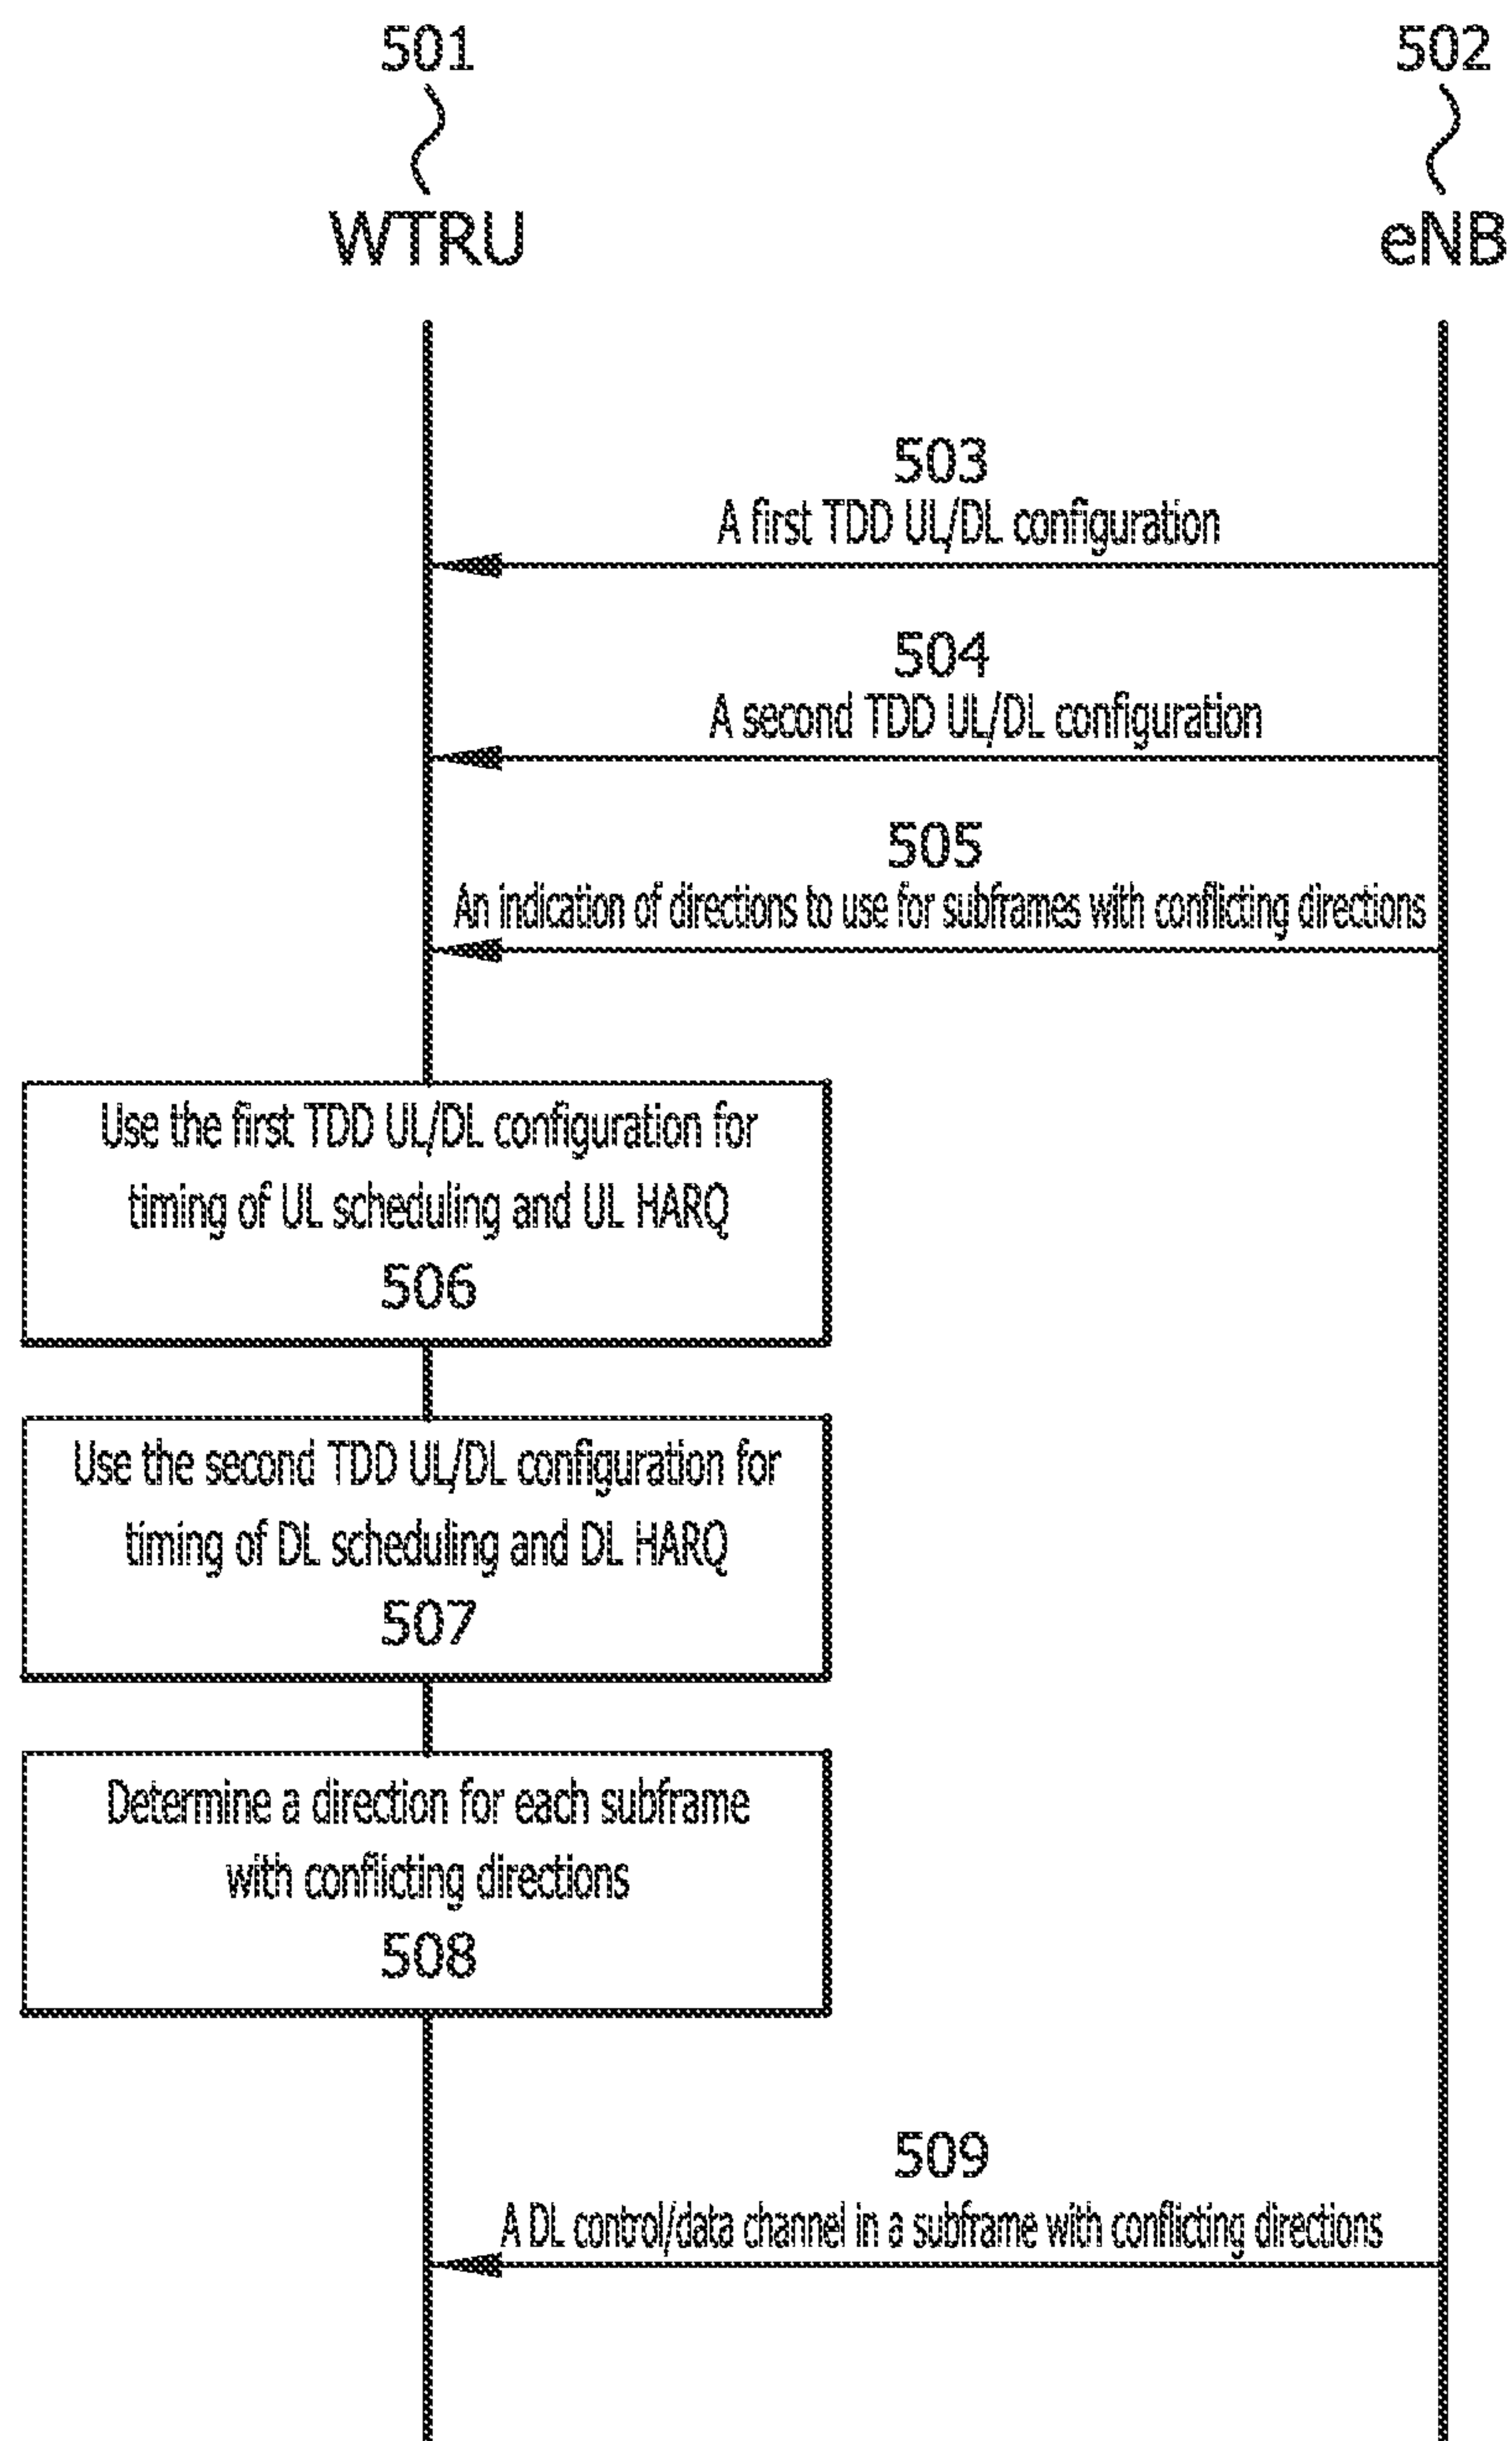 501
502
WTRU
eNB
503
A first TDD UL/DL configuration
504
A second TDD UL/DL configuration
505
An indication of directions to use for subframes with conflicting directions
Use the first TDD UL/DL configuration for
timing of UL scheduling and UL HARQ
506
Use the second TDD UL/DL configuration for
timing of DL scheduling and DL HARQ
507
Determine a direction for each subframe
with conflicting directions
508
509
A DL control/data channel in a subframe with conflicting directions